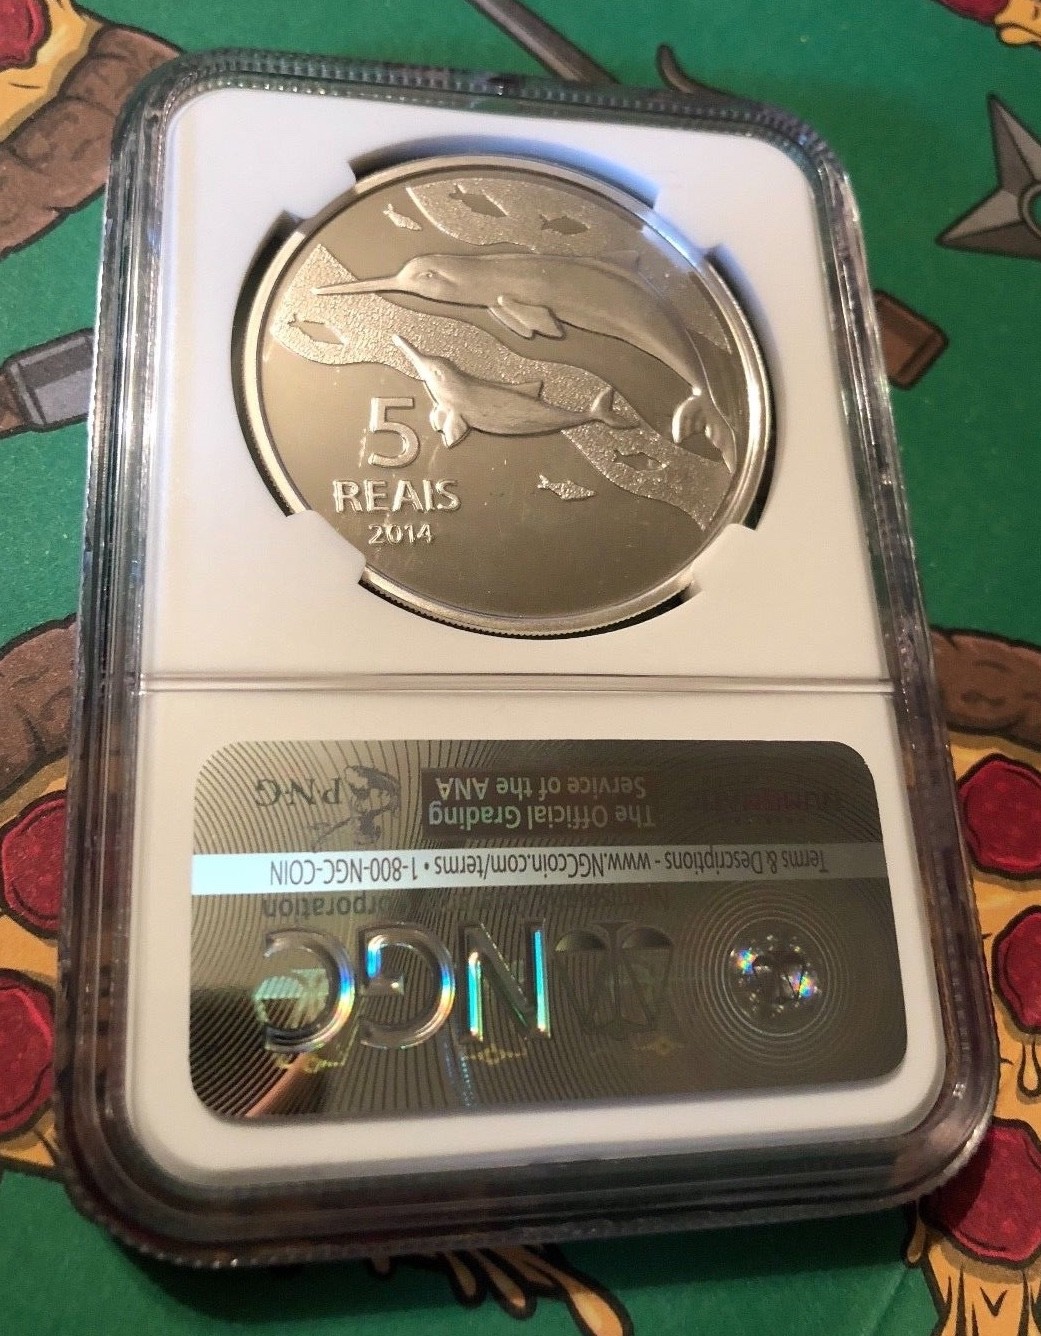 5
REAIS
2014
NGC
Terms & Descriptions - www.NGCcoin.com/terms • 1-800-NGC-COIN
The Official Grading
Service of the ANA
PNG